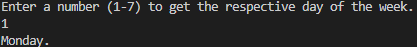 Enter a number (1-7) to get the respective day of the week.
1
Monday.